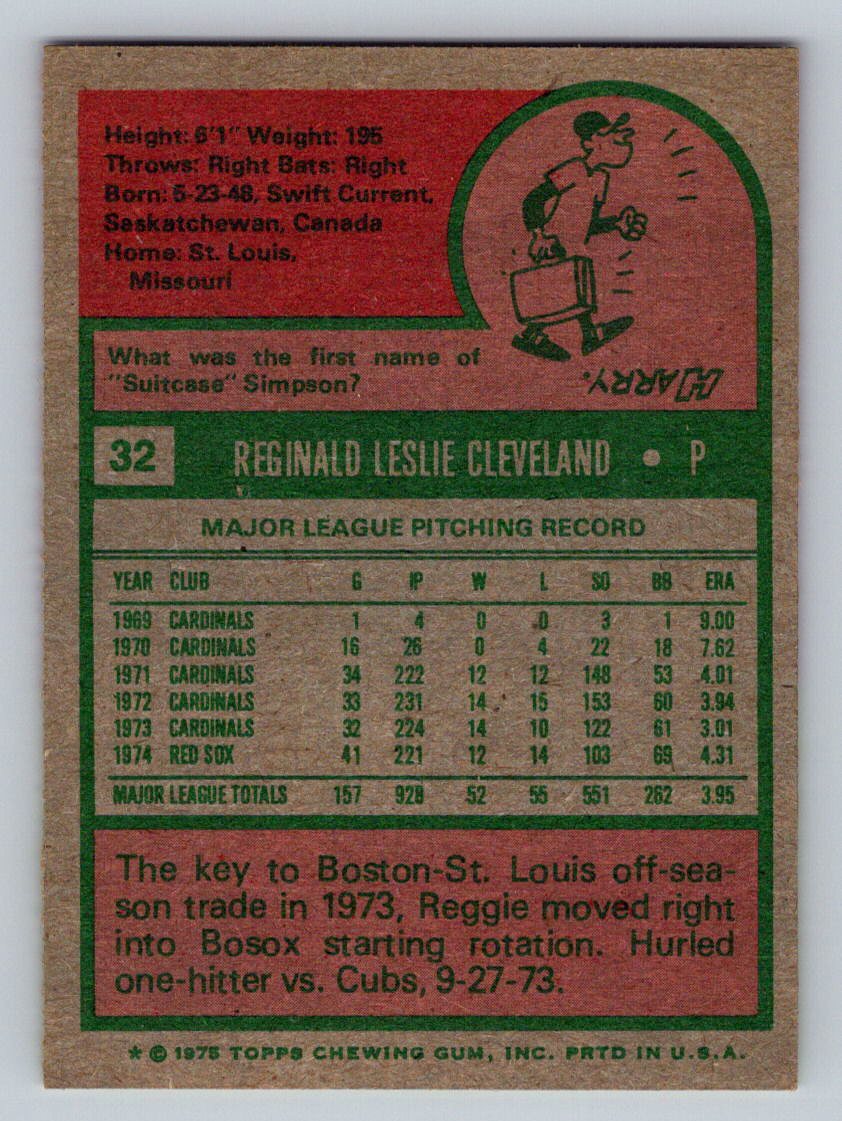 Height: 6'1" Weight: 195
Throws: Right Bats: Right
Born: 5-23-48, Swift Current,
Saskatchewan, Canada
Home: St. Louis,
Missouri
What was the first name of
"Suitcase" Simpson?
HARRY.
32 REGINALD LESLIE CLEVELAND • P
MAJOR LEAGUE PITCHING RECORD
YEAR CLUB G IP W L SO BB ERA
1969 CARDINALS 1 4 0 0 3 1 9.00
1970 CARDINALS 16 26 0 4 22 18 7.62
1971 CARDINALS 34 222 12 12 148 53 4.01
1972 CARDINALS 33 231 14 15 153 60 3.94
1973 CARDINALS 32 224 14 10 122 61 3.01
1974 RED SOX 41 221 12 14 103 69 4.31
MAJOR LEAGUE TOTALS 157 928 52 55 551 262 3.95
The key to Boston-St. Louis off-sea-
son trade in 1973, Reggie moved right
into Bosox starting rotation. Hurled
one-hitter vs. Cubs, 9-27-73.
* © 1975 TOPPS CHEWING GUM, INC. PRTD IN U.S.A.